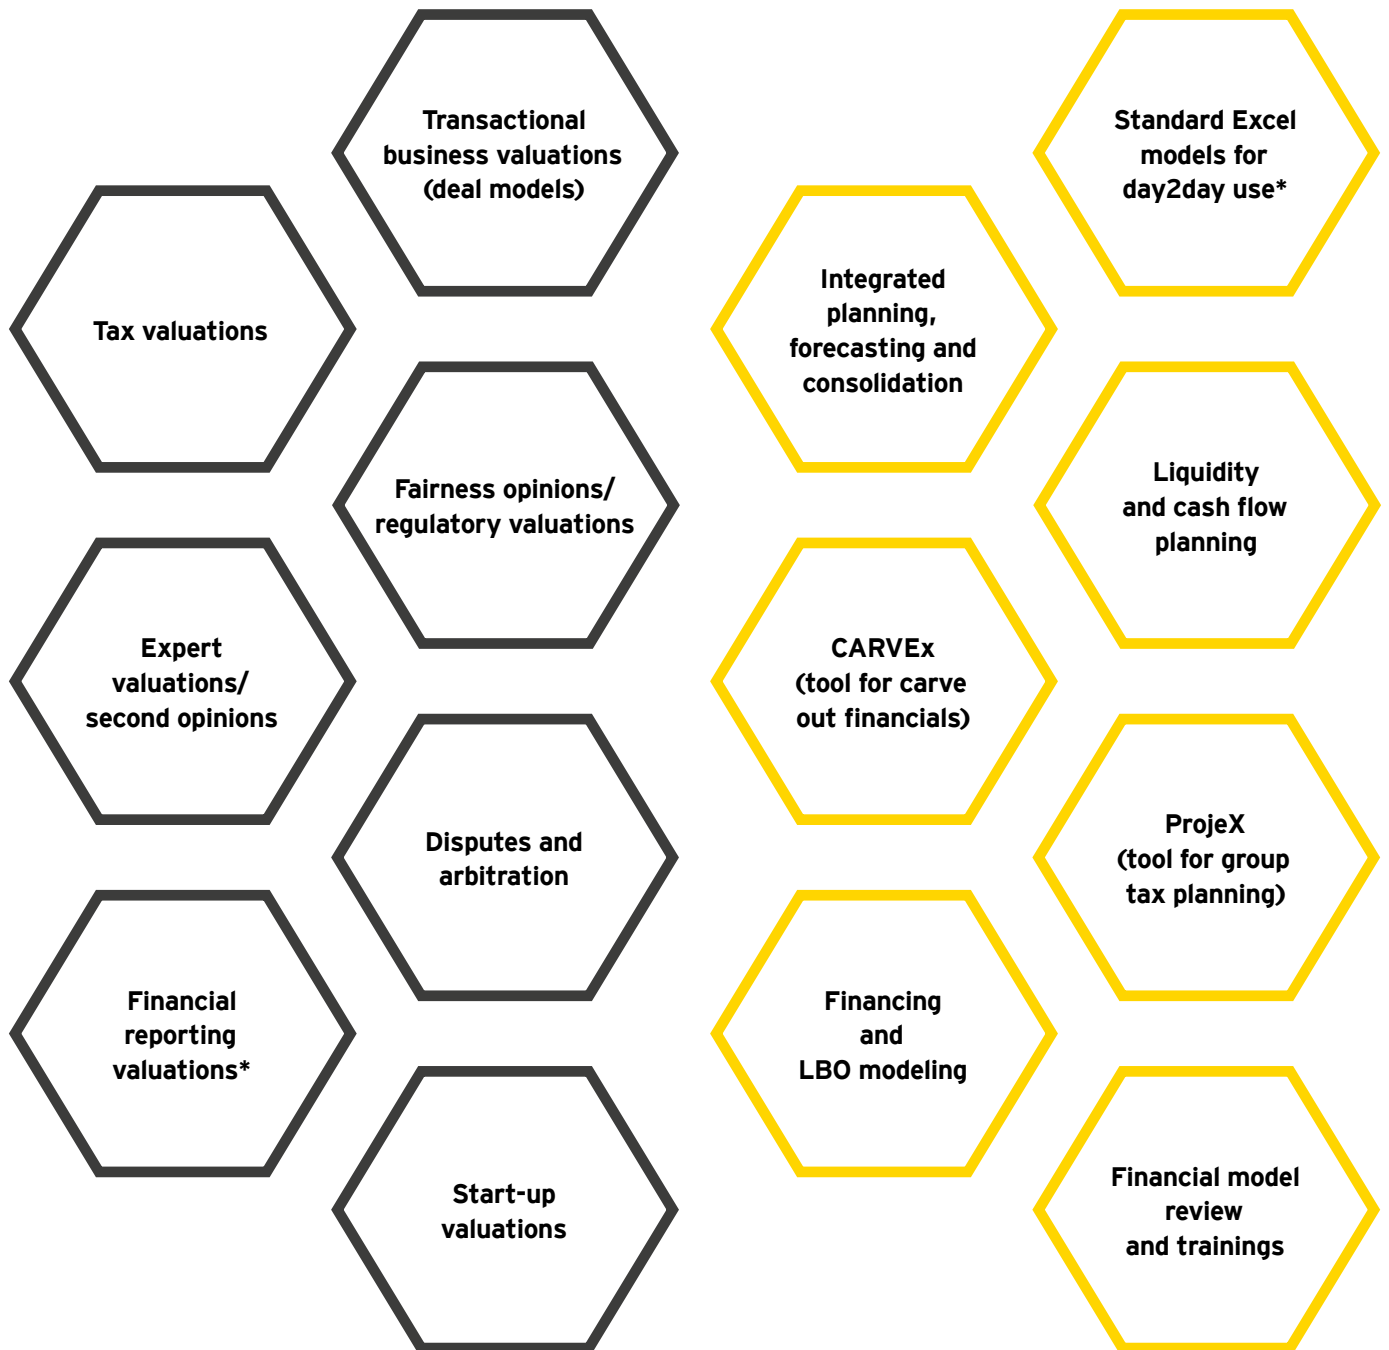 Transactional
business valuations
(deal models)
Tax valuations
Fairness opinions/
regulatory valuations
Expert
valuations/
second opinions
Disputes and
arbitration
Financial
reporting
valuations*
Start-up
valuations
Standard Excel
models for
day2day use*
Integrated
planning,
forecasting and
consolidation
Liquidity
and cash flow
planning
CARVEx
(tool for carve
out financials)
ProjeX
(tool for group
tax planning)
Financing
and
LBO modeling
Financial model
review
and trainings